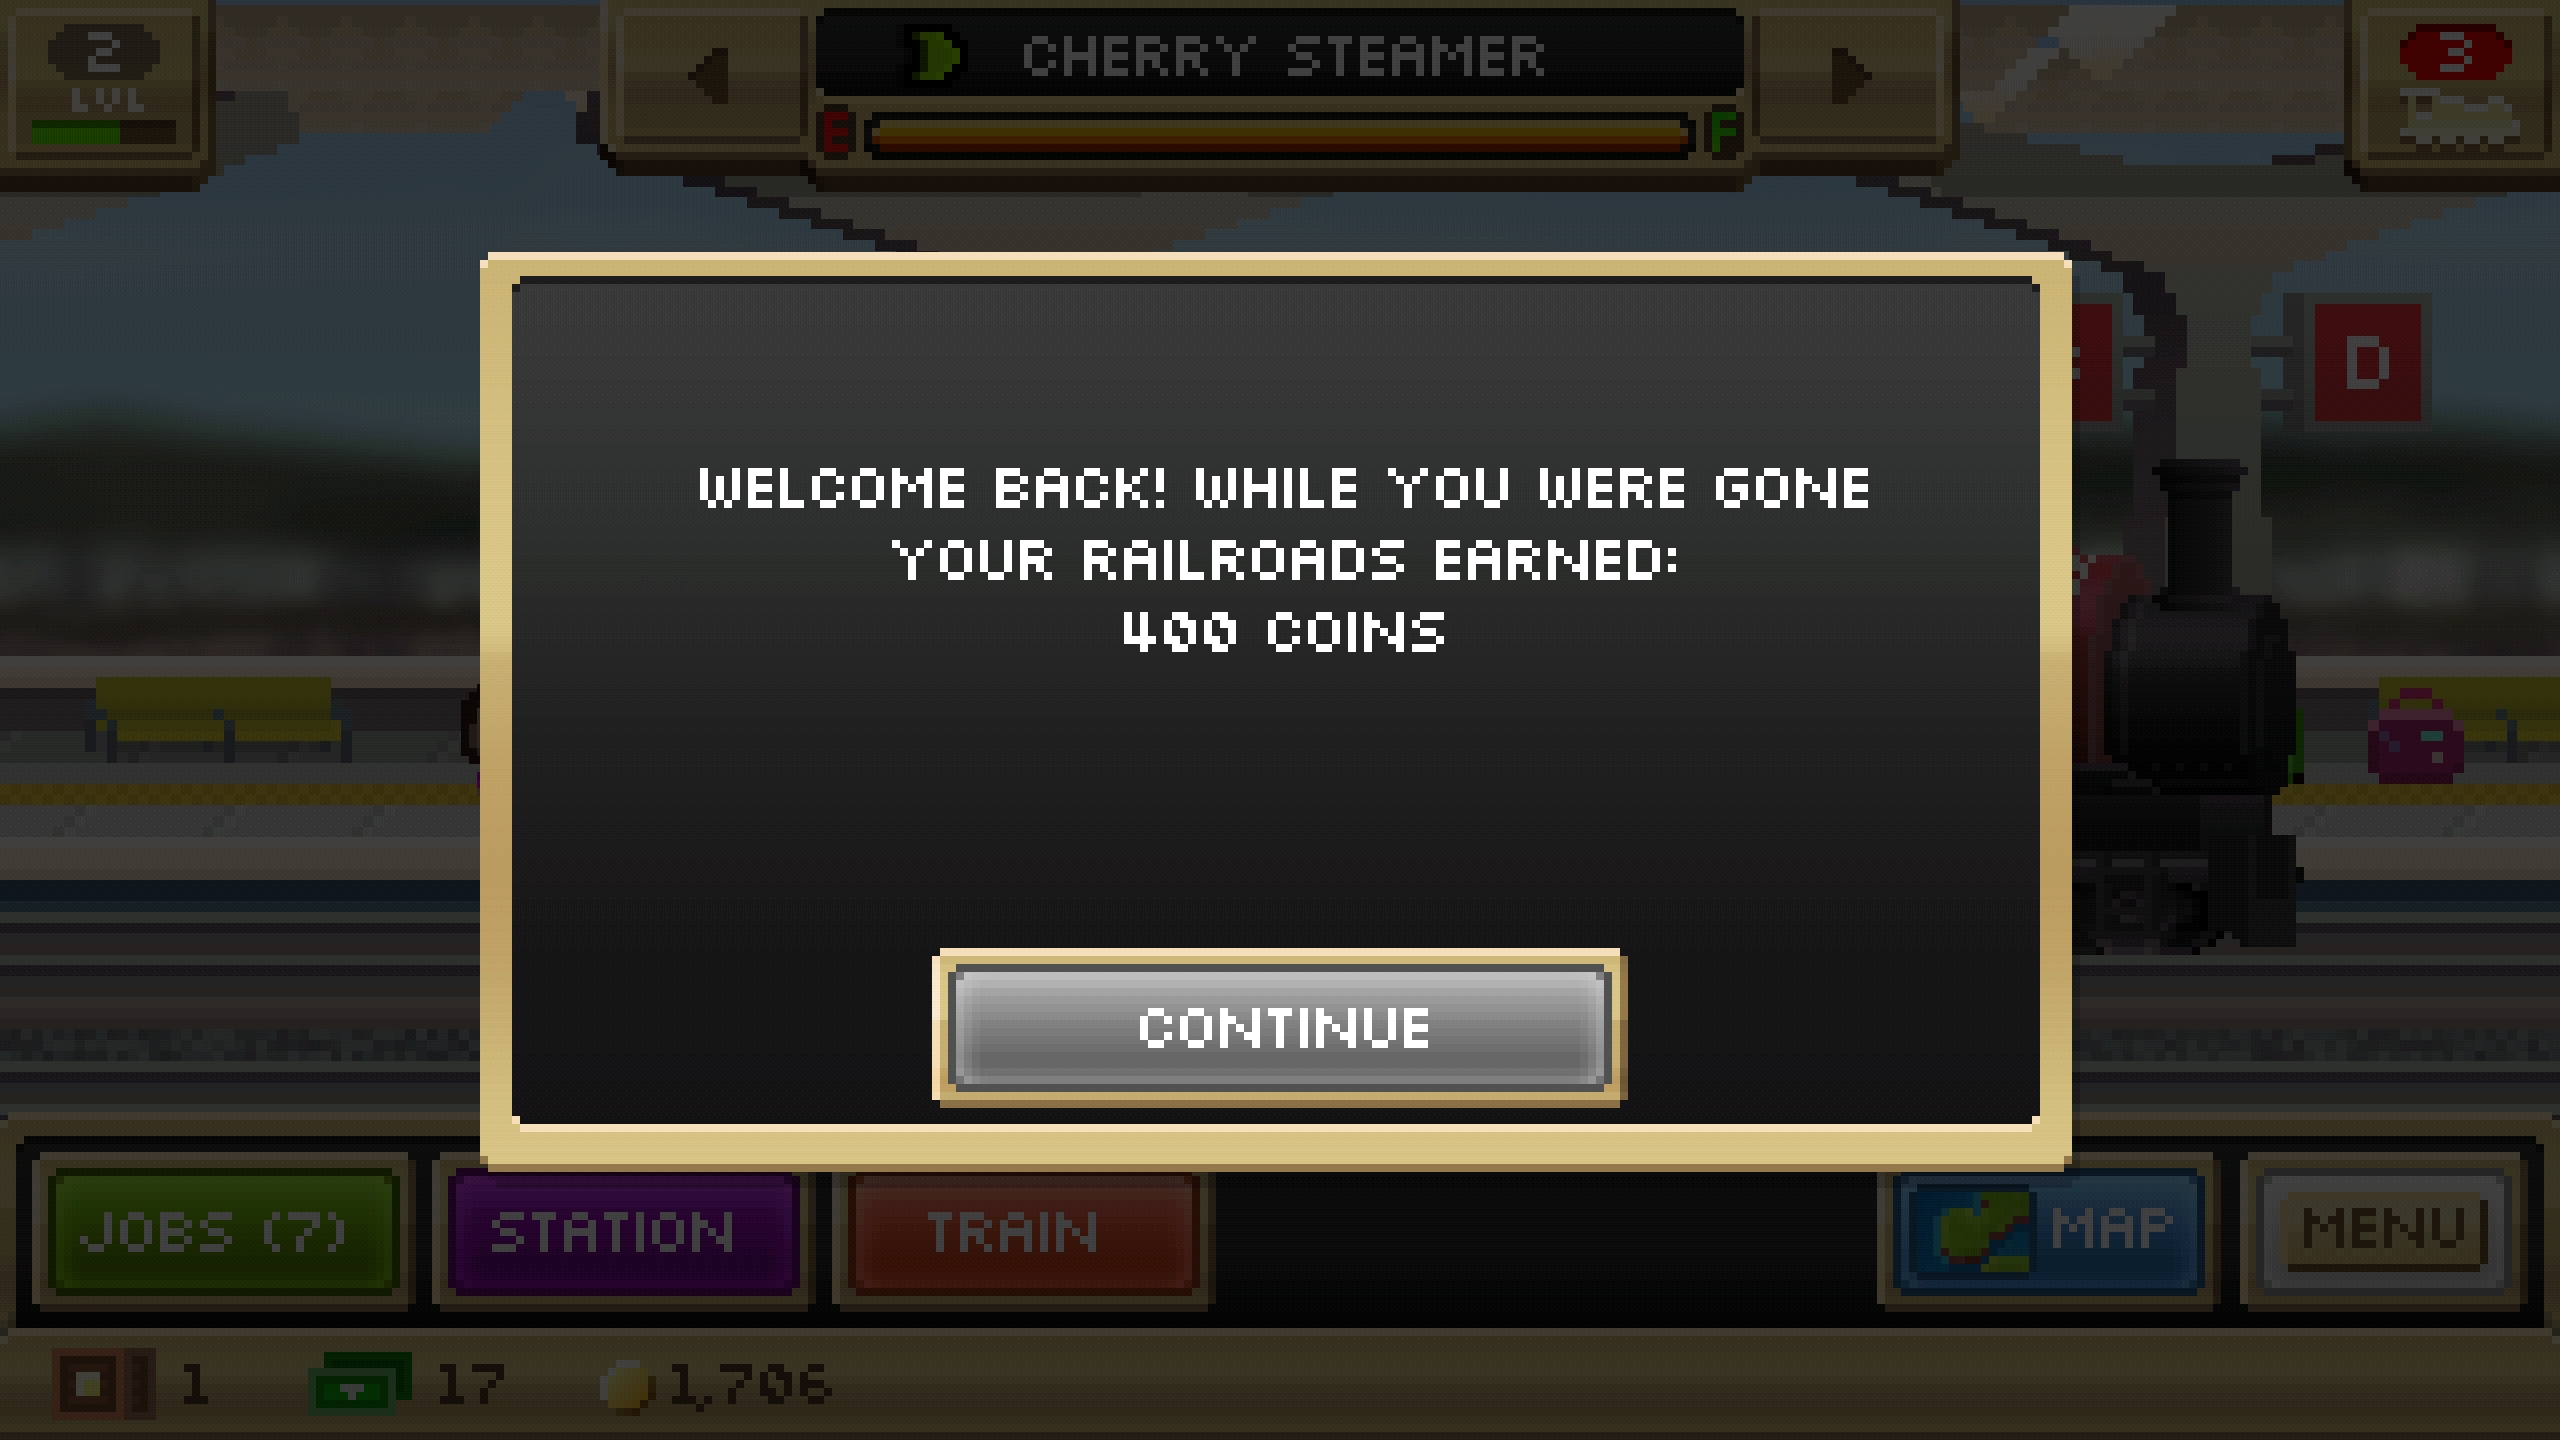 2
LVL
CHERRY STEAMER
E F
3
D
WELCOME BACK! WHILE YOU WERE GONE
YOUR RAILROADS EARNED:
400 COINS
CONTINUE
JOBS (7)
STATION
TRAIN
MAP
MENU
1
17
1,706